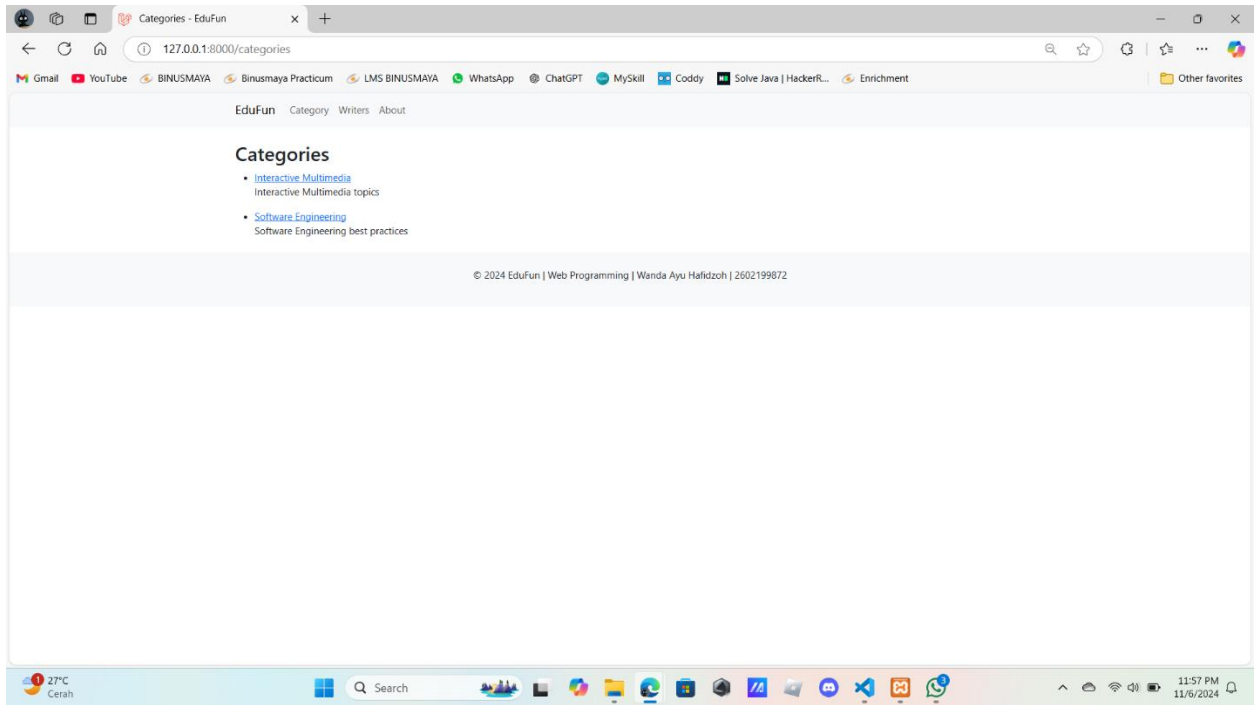 Categories - EduFun
127.0.0.1:8000/categories
Gmail YouTube BINUSMAYA Binusmaya Practicum LMS BINUSMAYA WhatsApp ChatGPT MySkill Coddy Solve Java | HackerR... Enrichment Other favorites
EduFun Category Writers About
Categories
Interactive Multimedia
Interactive Multimedia topics
Software Engineering
Software Engineering best practices
© 2024 EduFun | Web Programming | Wanda Ayu Hafidzoh | 2602199872
1 27°C
Cerah
Search
3
11:57 PM
11/6/2024